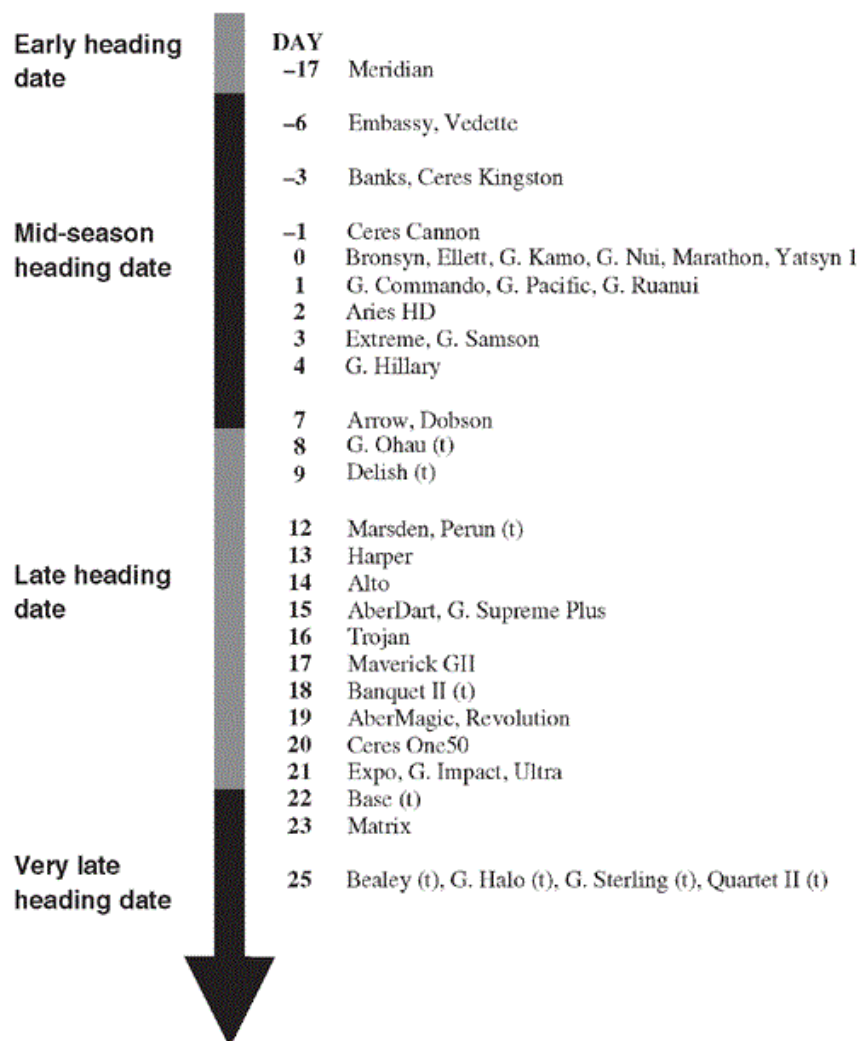 Early heading
date
DAY
–17 Meridian
–6 Embassy, Vedette
–3 Banks, Ceres Kingston
Mid-season
heading date
–1 Ceres Cannon
0 Bronsyn, Ellett, G. Kamo, G. Nui, Marathon, Yatsyn 1
1 G. Commando, G. Pacific, G. Ruanui
2 Aries HD
3 Extreme, G. Samson
4 G. Hillary
7 Arrow, Dobson
8 G. Ohau (t)
9 Delish (t)
Late heading
date
12 Marsden, Perun (t)
13 Harper
14 Alto
15 AberDart, G. Supreme Plus
16 Trojan
17 Maverick GII
18 Banquet II (t)
19 AberMagic, Revolution
20 Ceres One50
21 Expo, G. Impact, Ultra
22 Base (t)
23 Matrix
Very late
heading date
25 Bealey (t), G. Halo (t), G. Sterling (t), Quartet II (t)